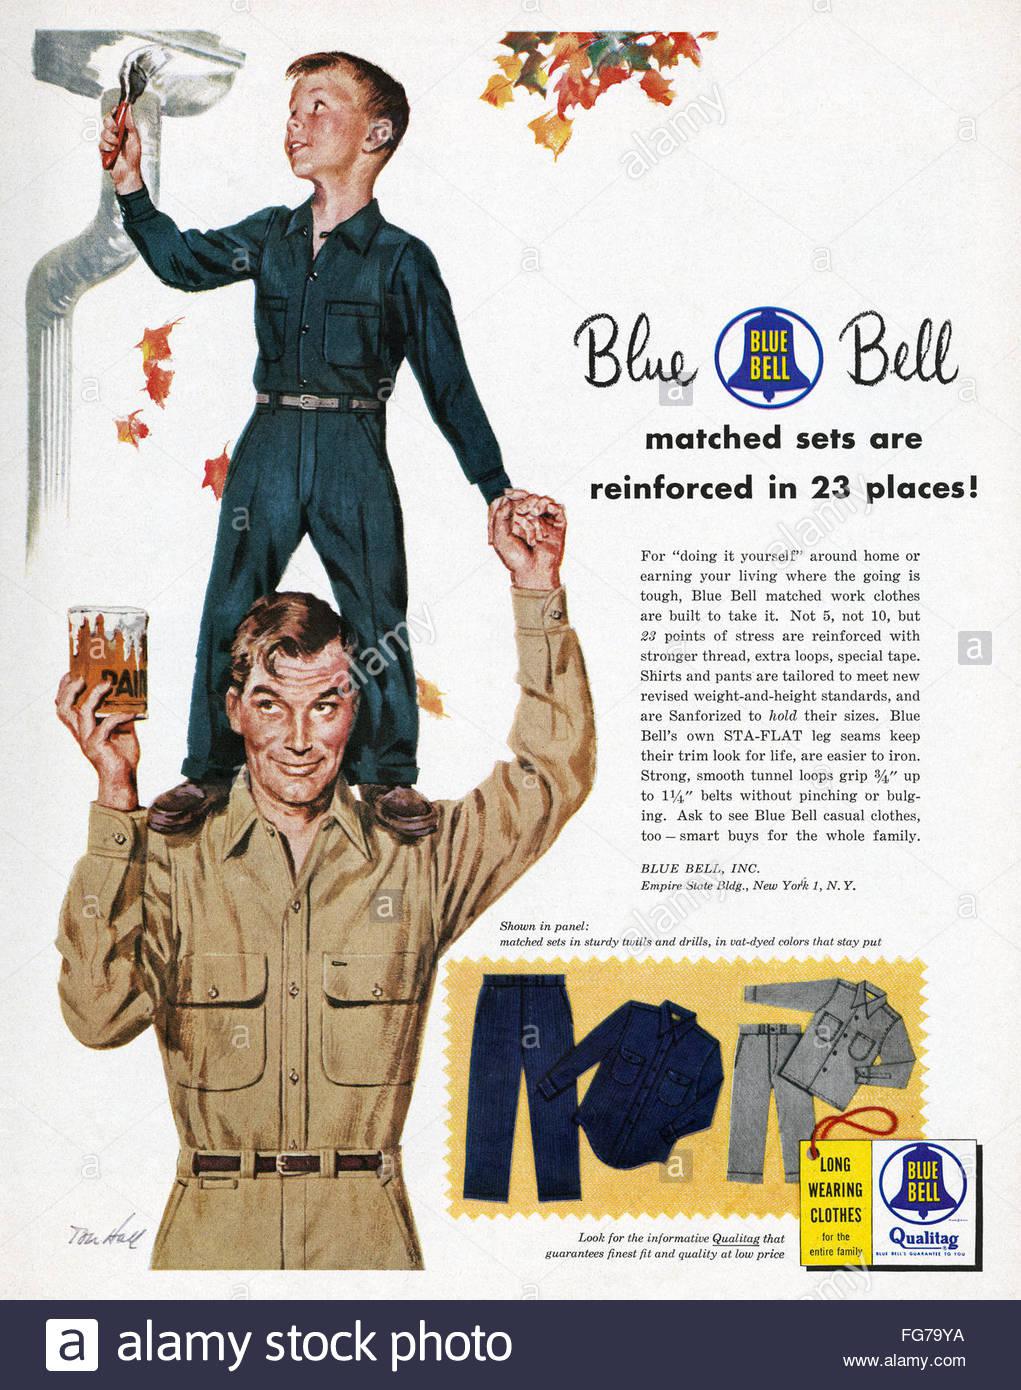 Blue BLUE BELL Bell
matched sets are
reinforced in 23 places!
For "doing it yourself" around home or
earning your living where the going is
tough, Blue Bell matched work clothes
are built to take it. Not 5, not 10, but
23 points of stress are reinforced with
stronger thread, extra loops, special tape.
Shirts and pants are tailored to meet new
revised weight-and-height standards, and
are Sanforized to hold their sizes. Blue
Bell's own STA-FLAT leg seams keep
their trim look for life, are easier to iron.
Strong, smooth tunnel loops grip ¾" up
to 1¼" belts without pinching or bulg-
ing. Ask to see Blue Bell casual clothes,
too — smart buys for the whole family.
BLUE BELL, INC.
Empire State Bldg., New York 1, N. Y.
Shown in panel:
matched sets in sturdy twills and drills, in vat-dyed colors that stay put
PAIN
LONG
WEARING
CLOTHES
for the
entire family
BLUE
BELL
Qualitag
BLUE BELL'S GUARANTEE TO YOU
Look for the informative Qualitag that
guarantees finest fit and quality at low price
Tom Hall
a alamy stock photo
FG79YA
www.alamy.com